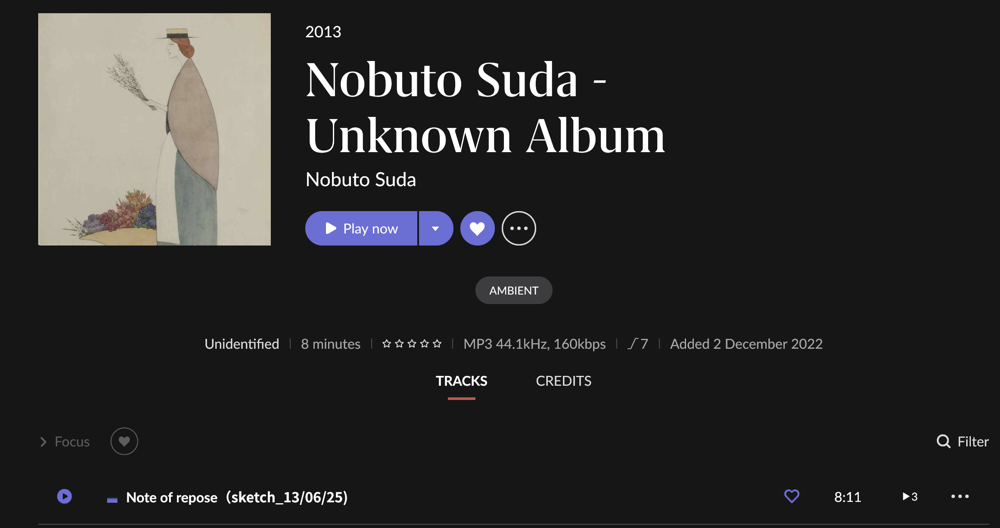 2013
Nobuto Suda -
Unknown Album
Nobuto Suda
Play now
AMBIENT
Unidentified | 8 minutes | MP3 44.1kHz, 160kbps | 7 | Added 2 December 2022
TRACKS CREDITS
Focus Filter
Note of repose（sketch_13/06/25) 8:11 3